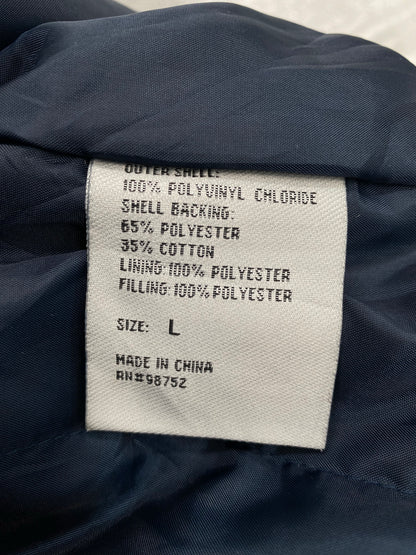 OUTER SHELL:
100% POLYVINYL CHLORIDE
SHELL BACKING:
65% POLYESTER
35% COTTON
LINING:100% POLYESTER
FILLING:100% POLYESTER
SIZE: L
MADE IN CHINA
RN#98752